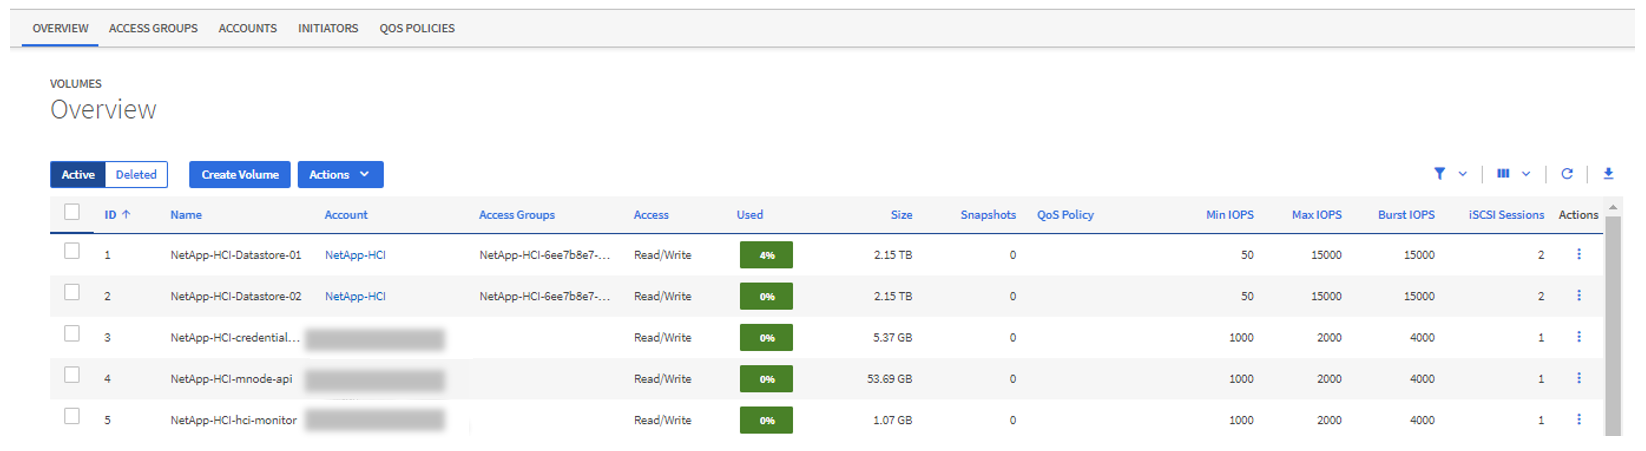 OVERVIEW ACCESS GROUPS ACCOUNTS INITIATORS QOS POLICIES
VOLUMES
Overview
Active Deleted Create Volume Actions
ID Name Account Access Groups Access Used Size Snapshots QoS Policy Min IOPS Max IOPS Burst IOPS iSCSI Sessions Actions
1 NetApp-HCI-Datastore-01 NetApp-HCI NetApp-HCI-6ee7b8e7-... Read/Write 4% 2.15 TB 0 50 15000 15000 2
2 NetApp-HCI-Datastore-02 NetApp-HCI NetApp-HCI-6ee7b8e7-... Read/Write 0% 2.15 TB 0 50 15000 15000 2
3 NetApp-HCI-credential... Read/Write 0% 5.37 GB 0 1000 2000 4000 1
4 NetApp-HCI-mnode-api Read/Write 0% 53.69 GB 0 1000 2000 4000 1
5 NetApp-HCI-hci-monitor Read/Write 0% 1.07 GB 0 1000 2000 4000 1